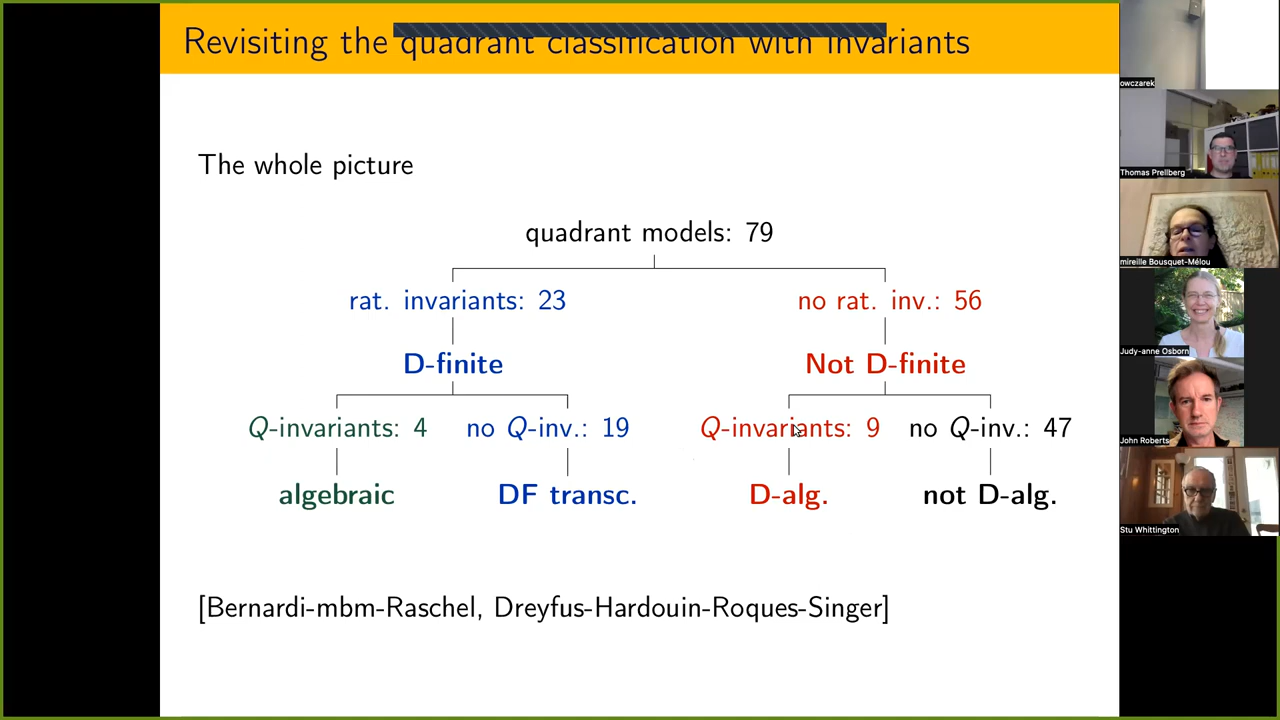 Revisiting the quadrant classification with invariants
The whole picture
quadrant models: 79
rat. invariants: 23
no rat. inv.: 56
D-finite
Not D-finite
Q-invariants: 4
no Q-inv.: 19
Q-invariants: 9
no Q-inv.: 47
algebraic
DF transc.
D-alg.
not D-alg.
[Bernardi-mbm-Raschel, Dreyfus-Hardouin-Roques-Singer]
owczarek
Thomas Prellberg
mireille Bousquet-Mélou
Judy-anne Osborn
John Roberts
Stu Whittington